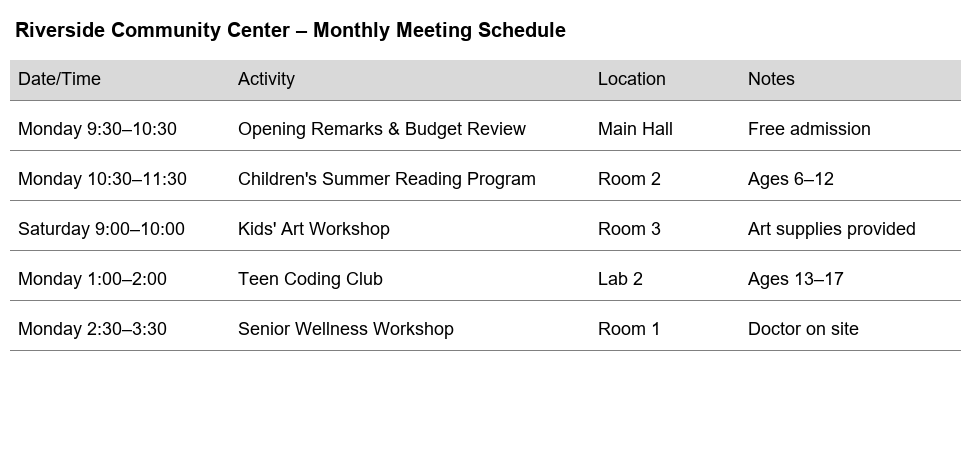 Riverside Community Center – Monthly Meeting Schedule
Date/Time Activity Location Notes
Monday 9:30–10:30 Opening Remarks & Budget Review Main Hall Free admission
Monday 10:30–11:30 Children's Summer Reading Program Room 2 Ages 6–12
Saturday 9:00–10:00 Kids' Art Workshop Room 3 Art supplies provided
Monday 1:00–2:00 Teen Coding Club Lab 2 Ages 13–17
Monday 2:30–3:30 Senior Wellness Workshop Room 1 Doctor on site